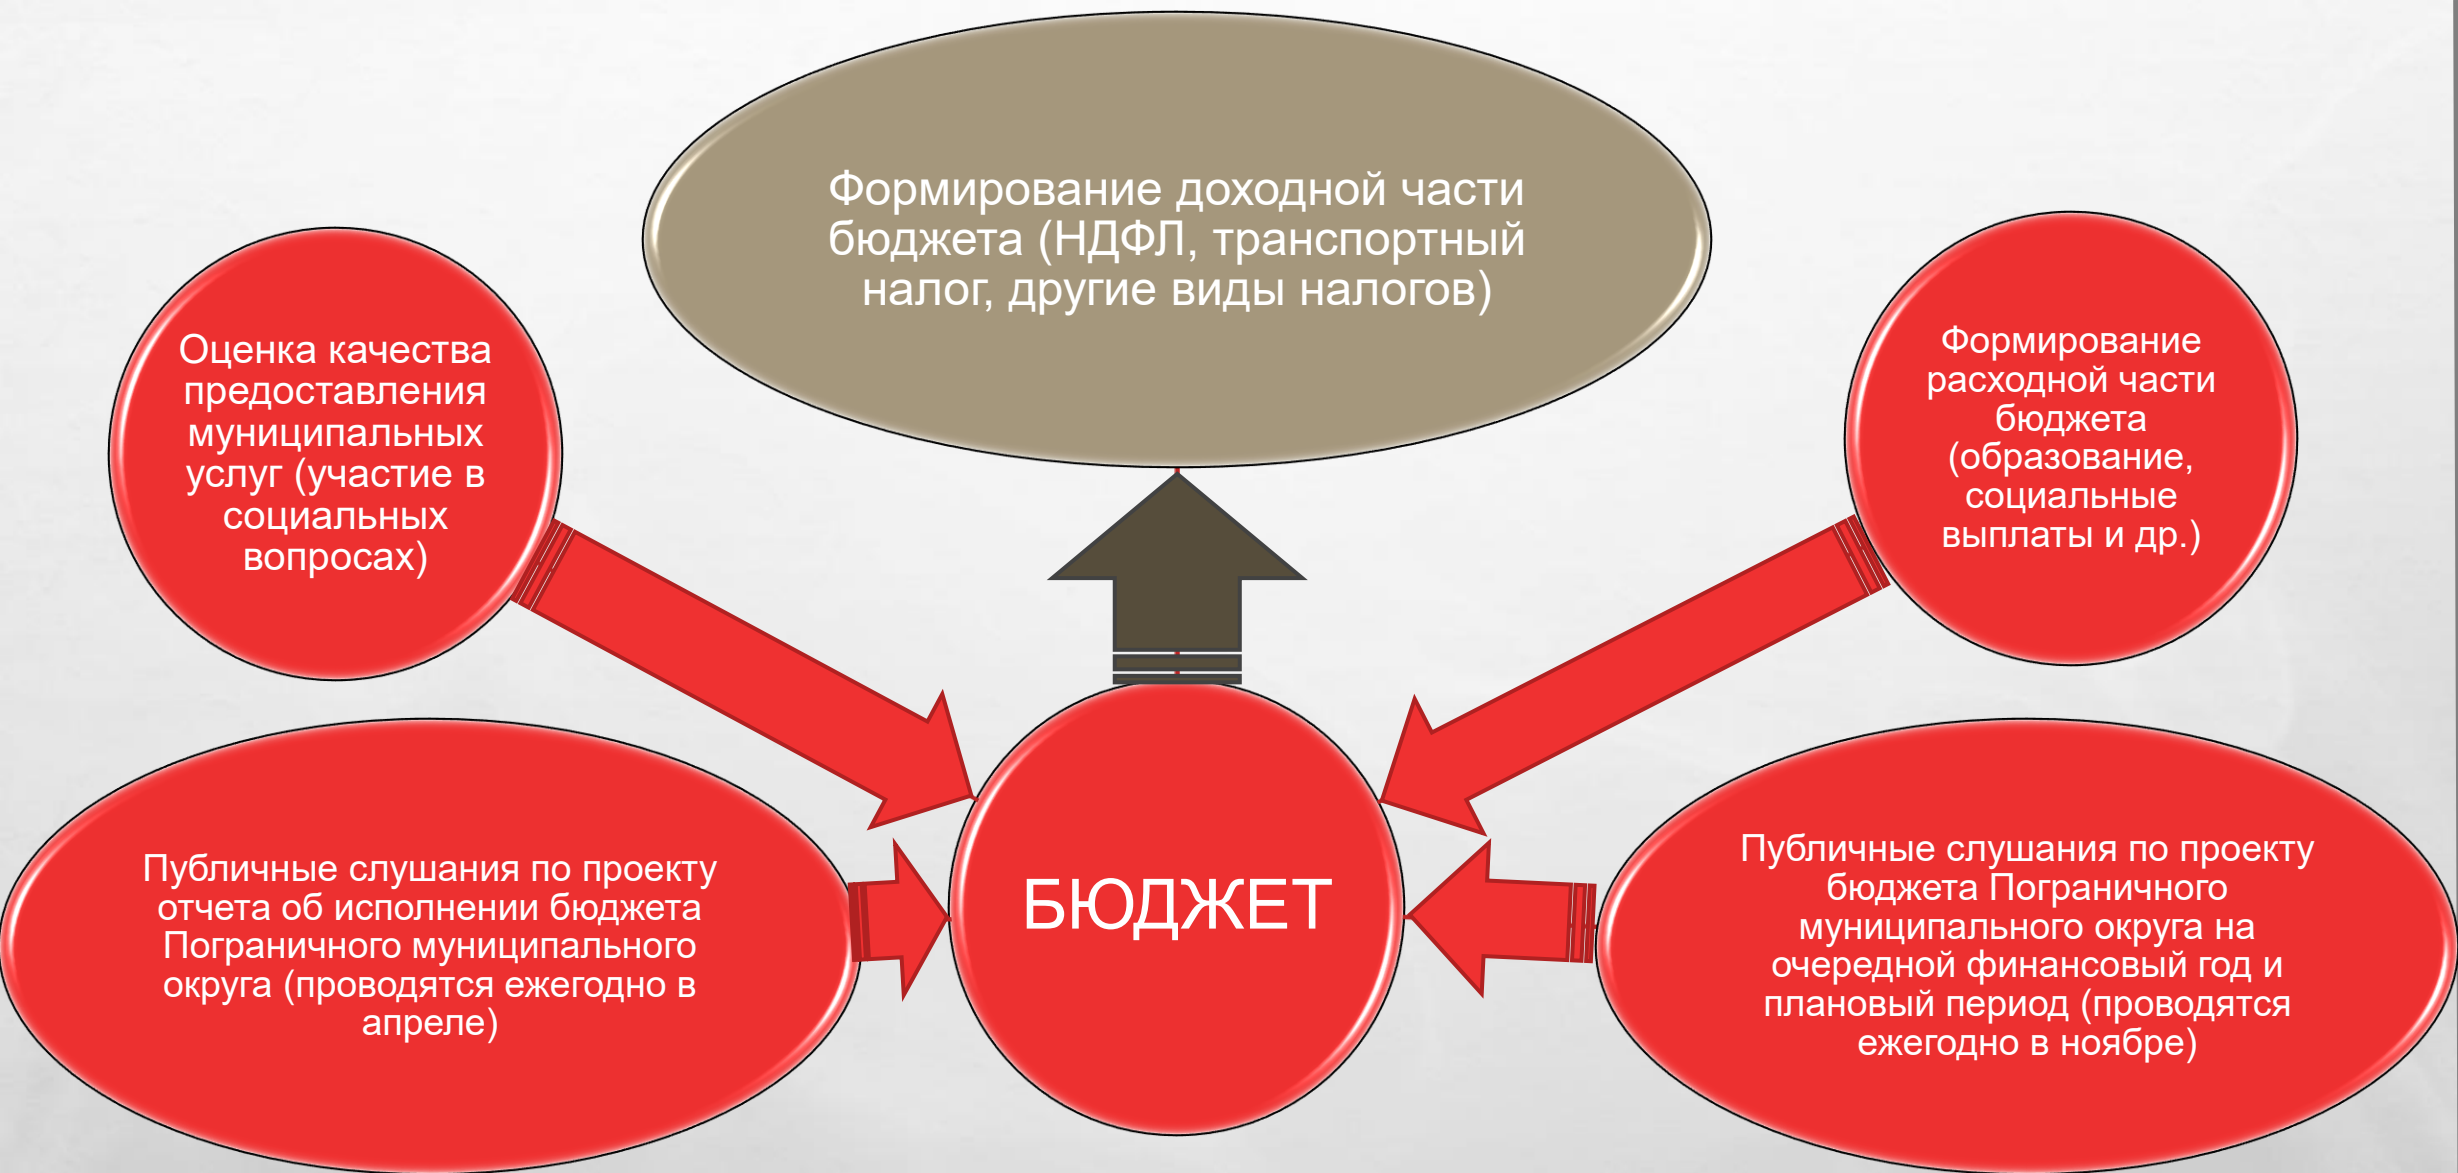 Формирование доходной части
бюджета (НДФЛ, транспортный
налог, другие виды налогов)
Оценка качества
предоставления
муниципальных
услуг (участие в
социальных
вопросах)
Формирование
расходной части
бюджета
(образование,
социальные
выплаты и др.)
Публичные слушания по проекту
отчета об исполнении бюджета
Пограничного муниципального
округа (проводятся ежегодно в
апреле)
БЮДЖЕТ
Публичные слушания по проекту
бюджета Пограничного
муниципального округа на
очередной финансовый год и
плановый период (проводятся
ежегодно в ноябре)